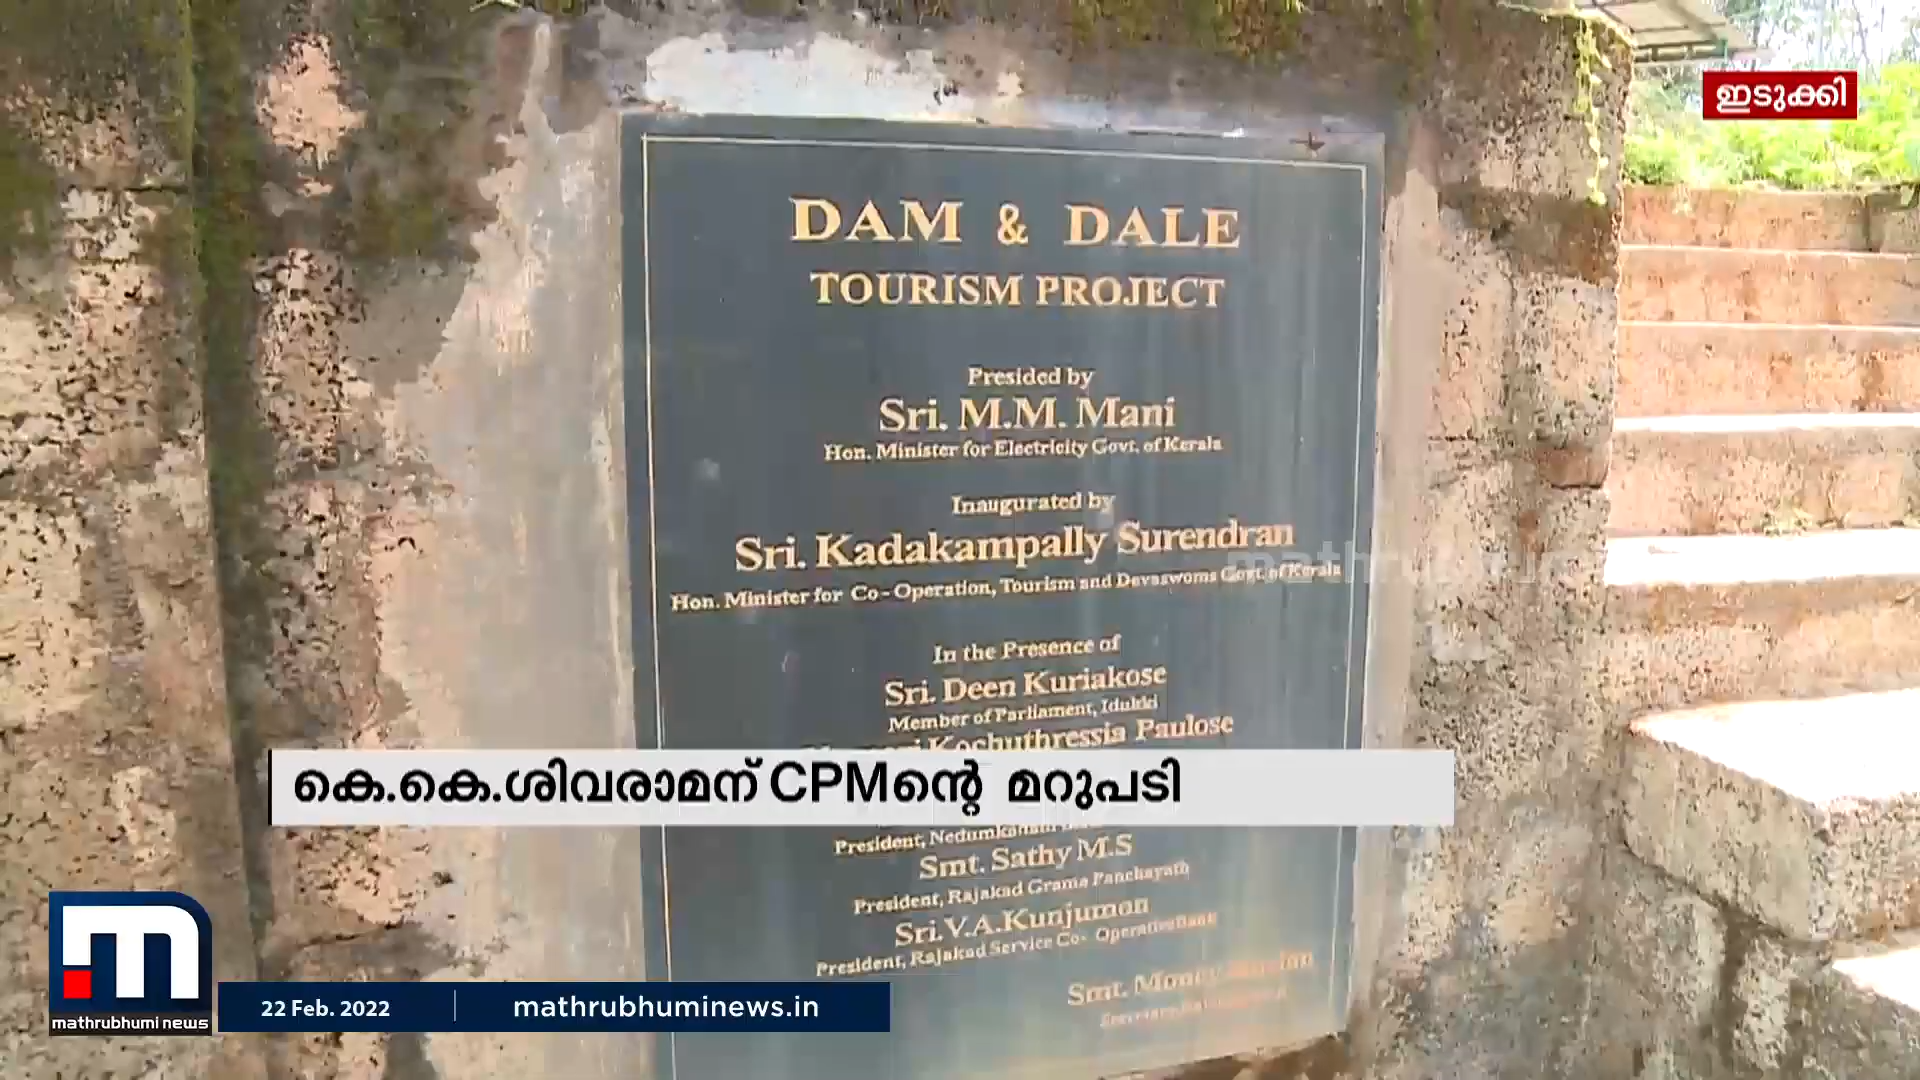 ഇടുക്കി
DAM & DALE
TOURISM PROJECT
Presided by
Sri. M.M. Mani
Hon. Minister for Electricity Govt. of Kerala
Inaugurated by
Sri. Kadakampally Surendran
Hon. Minister for Co-Operation, Tourism and Devaswoms Govt. of Kerala
In the Presence of
Sri. Deen Kuriakose
Member of Parliament, Idukki
Kochuthressia Paulose
കെ.കെ.ശിവരാമന് CPMന്റെ മറുപടി
President, Nedumkandam
Smt. Sathy M.S
President, Rajakad Grama Panchayath
Sri.V.A.Kunjumon
President, Rajakad Service Co- OperativeBank
Smt. Moncy
mathrubhumi news
22 Feb. 2022
mathrubhuminews.in